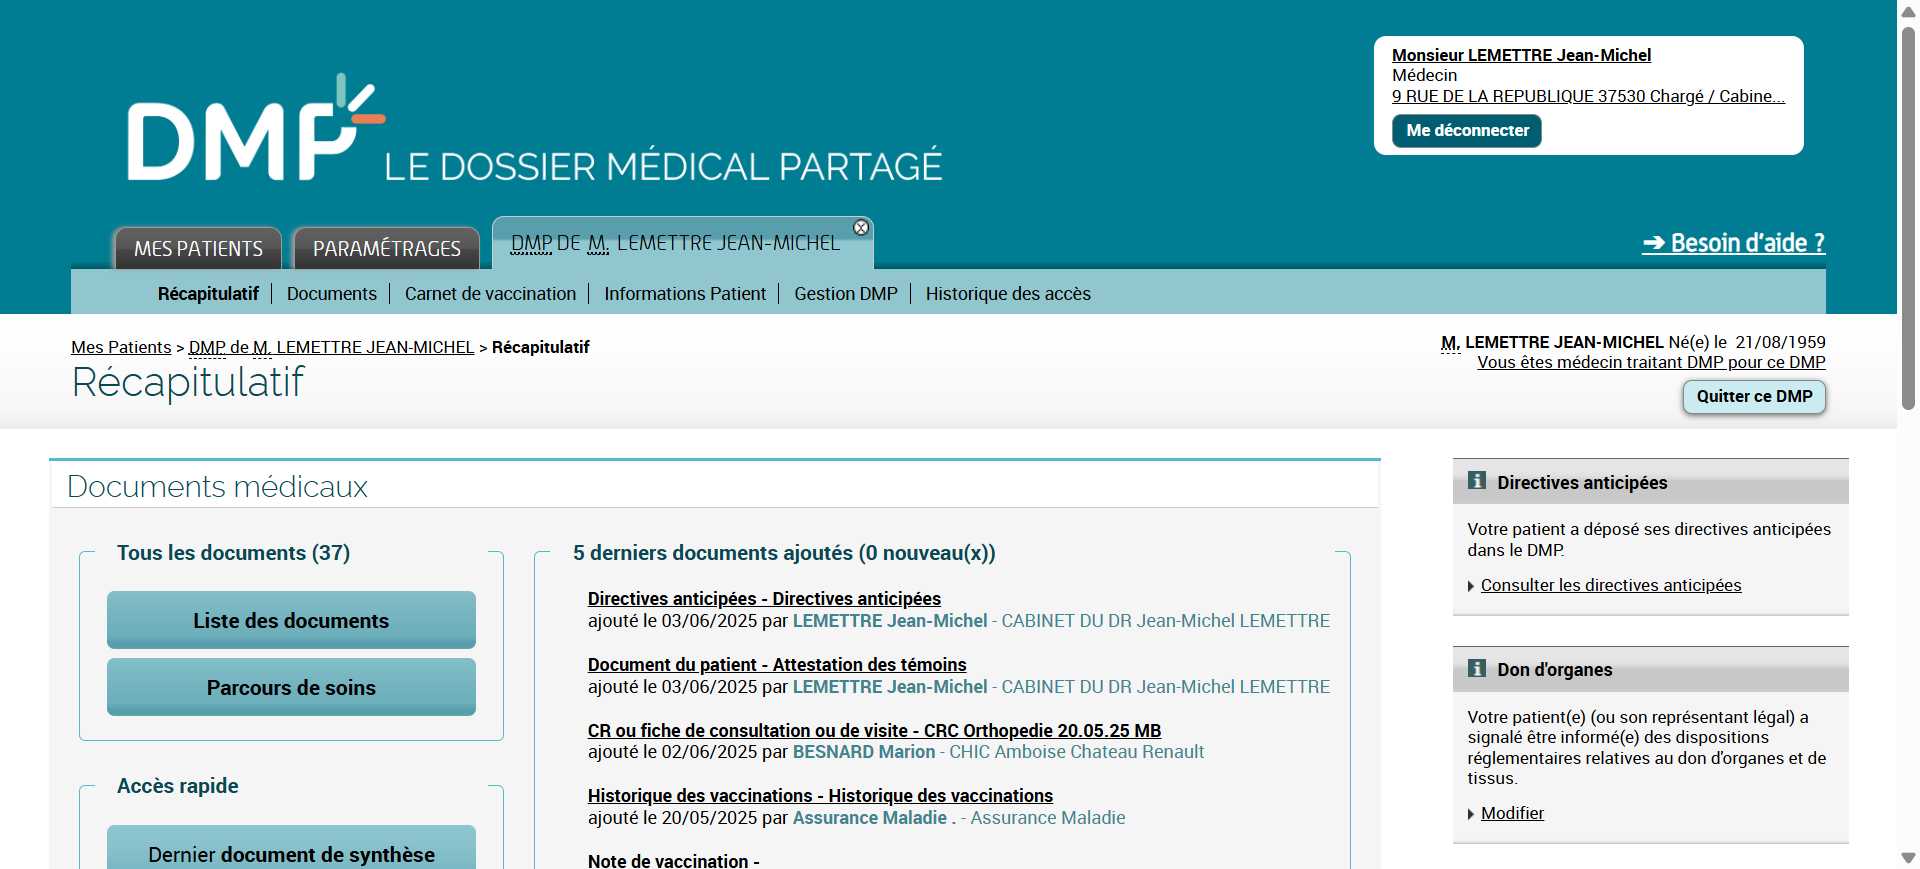 Monsieur LEMETTRE Jean-Michel
Médecin
9 RUE DE LA REPUBLIQUE 37530 Chargé / Cabine...
Me déconnecter
DMP LE DOSSIER MÉDICAL PARTAGÉ
MES PATIENTS
PARAMÉTRAGES
DMP DE M. LEMETTRE JEAN-MICHEL
➔ Besoin d'aide ?
Récapitulatif | Documents | Carnet de vaccination | Informations Patient | Gestion DMP | Historique des accès
Mes Patients > DMP de M. LEMETTRE JEAN-MICHEL > Récapitulatif
Récapitulatif
M. LEMETTRE JEAN-MICHEL Né(e) le 21/08/1959
Vous êtes médecin traitant DMP pour ce DMP
Quitter ce DMP
Documents médicaux
Tous les documents (37)
Liste des documents
Parcours de soins
Accès rapide
Dernier document de synthèse
5 derniers documents ajoutés (0 nouveau(x))
Directives anticipées - Directives anticipées
ajouté le 03/06/2025 par LEMETTRE Jean-Michel - CABINET DU DR Jean-Michel LEMETTRE
Document du patient - Attestation des témoins
ajouté le 03/06/2025 par LEMETTRE Jean-Michel - CABINET DU DR Jean-Michel LEMETTRE
CR ou fiche de consultation ou de visite - CRC Orthopedie 20.05.25 MB
ajouté le 02/06/2025 par BESNARD Marion - CHIC Amboise Chateau Renault
Historique des vaccinations - Historique des vaccinations
ajouté le 20/05/2025 par Assurance Maladie . - Assurance Maladie
Note de vaccination -
Directives anticipées
Votre patient a déposé ses directives anticipées
dans le DMP.
Consulter les directives anticipées
Don d'organes
Votre patient(e) (ou son représentant légal) a
signalé être informé(e) des dispositions
réglementaires relatives au don d'organes et de
tissus.
Modifier